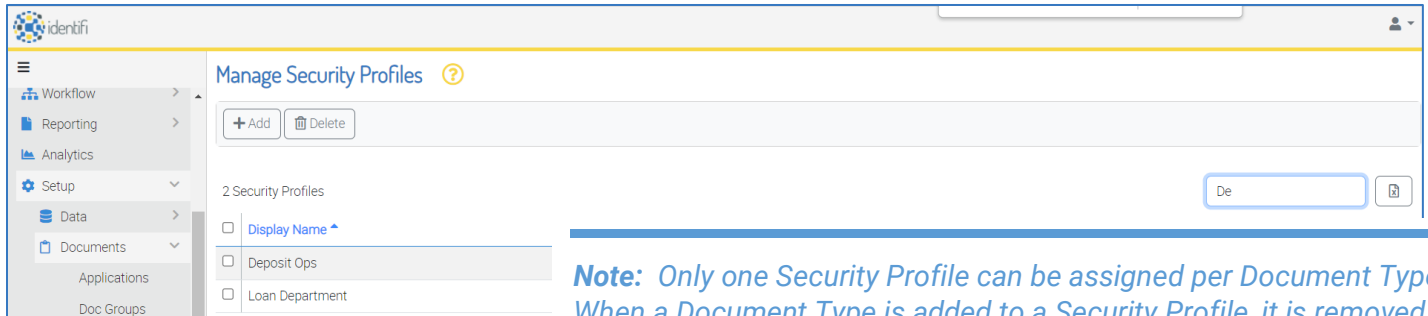 identifi
Manage Security Profiles
Workflow
Reporting
Analytics
Setup
Data
Documents
Applications
Doc Groups
Add
Delete
2 Security Profiles
De
Display Name
Deposit Ops
Loan Department
Note: Only one Security Profile can be assigned per Document Type
When a Document Type is added to a Security Profile, it is removed